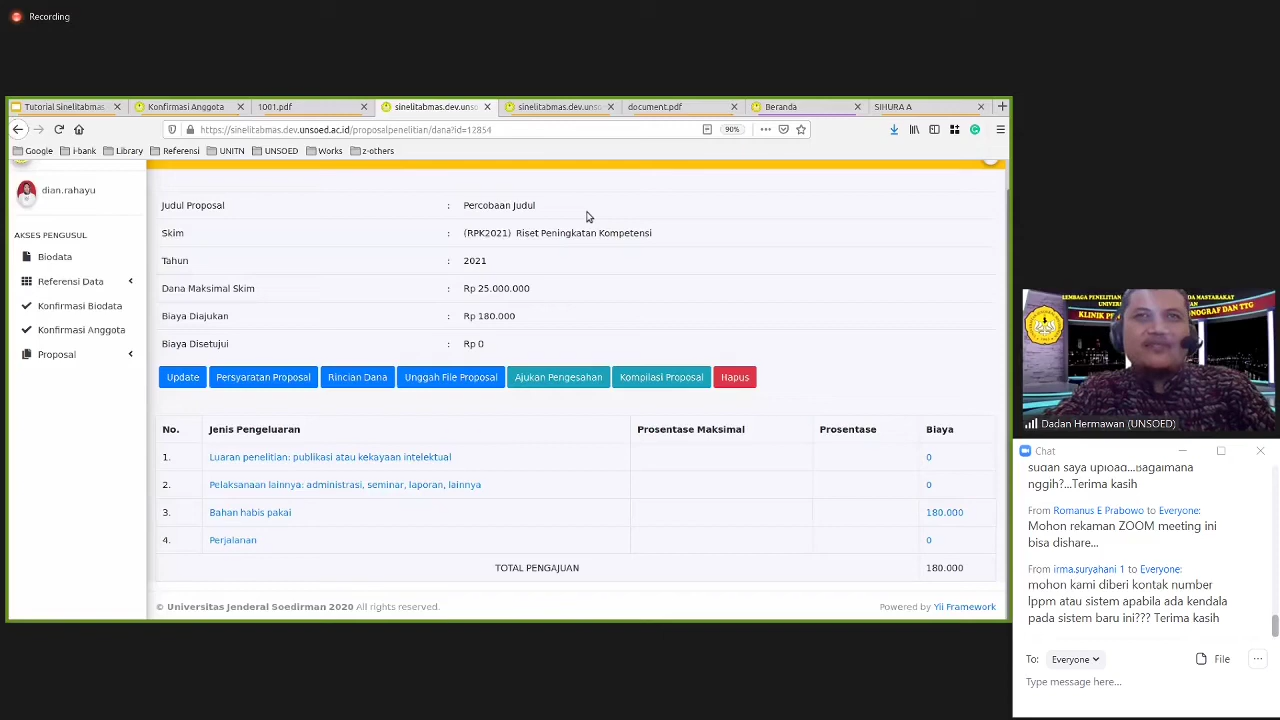 Recording
Tutorial Sinelitabmas
Konfirmasi Anggota
1001.pdf
sinelitabmas.dev.unso
sinelitabmas.dev.unso
document.pdf
Beranda
SIHURA A
https://sinelitabmas.dev.unsoed.ac.id/proposalpenelitian/dana?id=12854
90%
Google
i-bank
Library
Referensi
UNITN
UNSOED
Works
z-others
dian.rahayu
AKSES PENGUSUL
Biodata
Referensi Data
Konfirmasi Biodata
Konfirmasi Anggota
Proposal
Judul Proposal : Percobaan Judul
Skim : (RPK2021) Riset Peningkatan Kompetensi
Tahun : 2021
Dana Maksimal Skim : Rp 25.000.000
Biaya Diajukan : Rp 180.000
Biaya Disetujui : Rp 0
Update Persyaratan Proposal Rincian Dana Unggah File Proposal Ajukan Pengesahan Kompilasi Proposal Hapus
No. Jenis Pengeluaran Prosentase Maksimal Prosentase Biaya
1. Luaran penelitian: publikasi atau kekayaan intelektual 0
2. Pelaksanaan lainnya: administrasi, seminar, laporan, lainnya 0
3. Bahan habis pakai 180.000
4. Perjalanan 0
TOTAL PENGAJUAN 180.000
© Universitas Jenderal Soedirman 2020 All rights reserved.
Powered by Yii Framework
LEMBAGA PENELITIAN
MASYARAKAT
KLINIK
DAN TTG
Dadan Hermawan (UNSOED)
Chat
sudah saya upload...Bagaimana
nggih?...Terima kasih
From Romanus E Prabowo to Everyone:
Mohon rekaman ZOOM meeting ini
bisa dishare...
From irma.suryahani 1 to Everyone:
mohon kami diberi kontak number
lppm atau sistem apabila ada kendala
pada sistem baru ini??? Terima kasih
To: Everyone
File
Type message here...